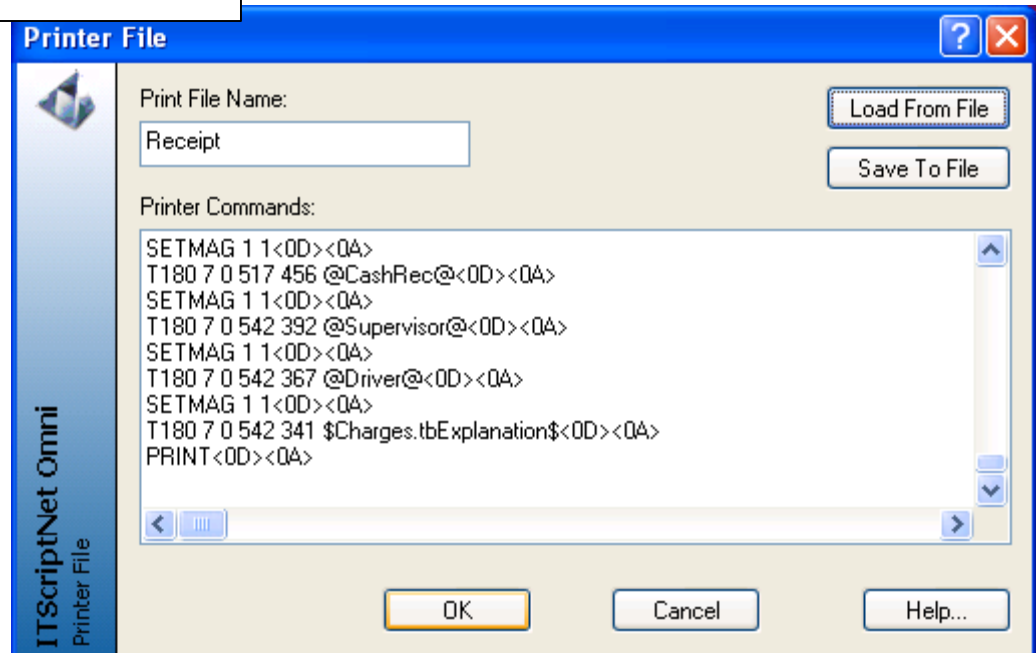 Printer File
Print File Name:
Load From File
Receipt
Save To File
Printer Commands:
SETMAG 1 1<0D><0A>
T180 7 0 517 456 @CashRec@<0D><0A>
SETMAG 1 1<0D><0A>
T180 7 0 542 392 @Supervisor@<0D><0A>
SETMAG 1 1<0D><0A>
T180 7 0 542 367 @Driver@<0D><0A>
SETMAG 1 1<0D><0A>
T180 7 0 542 341 $Charges.tbExplanation$<0D><0A>
PRINT<0D><0A>
ITScriptNet Omni
Printer File
OK
Cancel
Help...